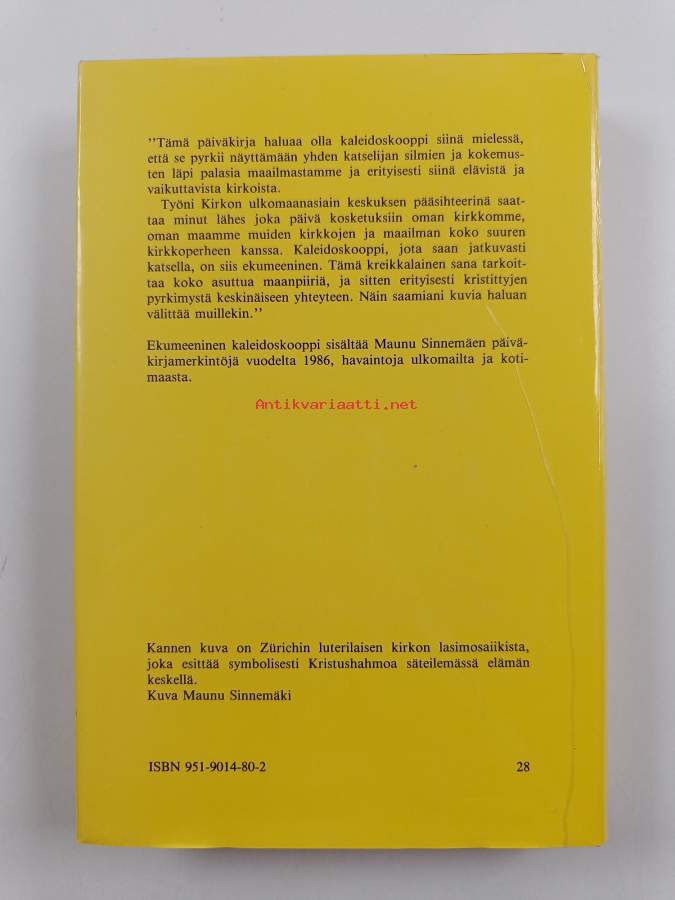 "Tämä päiväkirja haluaa olla kaleidoskooppi siinä mielessä,
että se pyrkii näyttämään yhden katselijan silmien ja kokemus-
ten läpi palasia maailmastamme ja erityisesti siinä elävistä ja
vaikuttavista kirkoista.
Työni Kirkon ulkomaanasiain keskuksen pääsihteerinä saat-
taa minut lähes joka päivä kosketuksiin oman kirkkomme,
oman maamme muiden kirkkojen ja maailman koko suuren
kirkkoperheen kanssa. Kaleidoskooppi, jota saan jatkuvasti
katsella, on siis ekumeeninen. Tämä kreikkalainen sana tarkoit-
taa koko asuttua maanpiiriä, ja sitten erityisesti kristittyjen
pyrkimystä keskinäiseen yhteyteen. Näin saamiani kuvia haluan
välittää muillekin."
Ekumeeninen kaleidoskooppi sisältää Maunu Sinnemäen päivä-
kirjamerkintöjä vuodelta 1986, havaintoja ulkomailta ja koti-
maasta.
Antikvariaatti.net
Kannen kuva on Zürichin luterilaisen kirkon lasimosaiikista,
joka esittää symbolisesti Kristushahmoa säteilemässä elämän
keskellä.
Kuva Maunu Sinnemäki
ISBN 951-9014-80-2 28